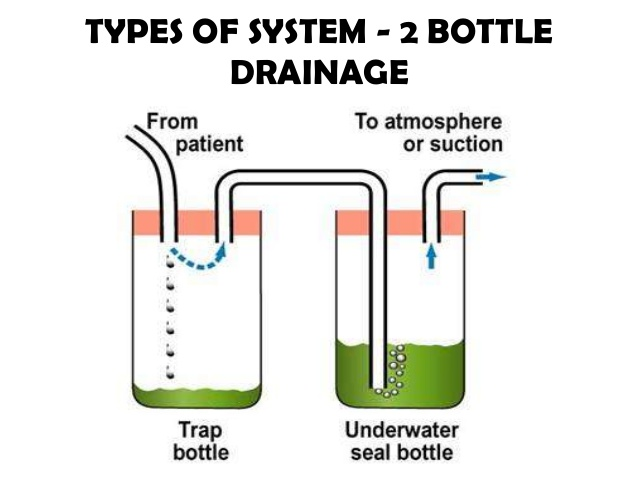 TYPES OF SYSTEM - 2 BOTTLE
DRAINAGE
From
patient
To atmosphere
or suction
Trap
bottle
Underwater
seal bottle